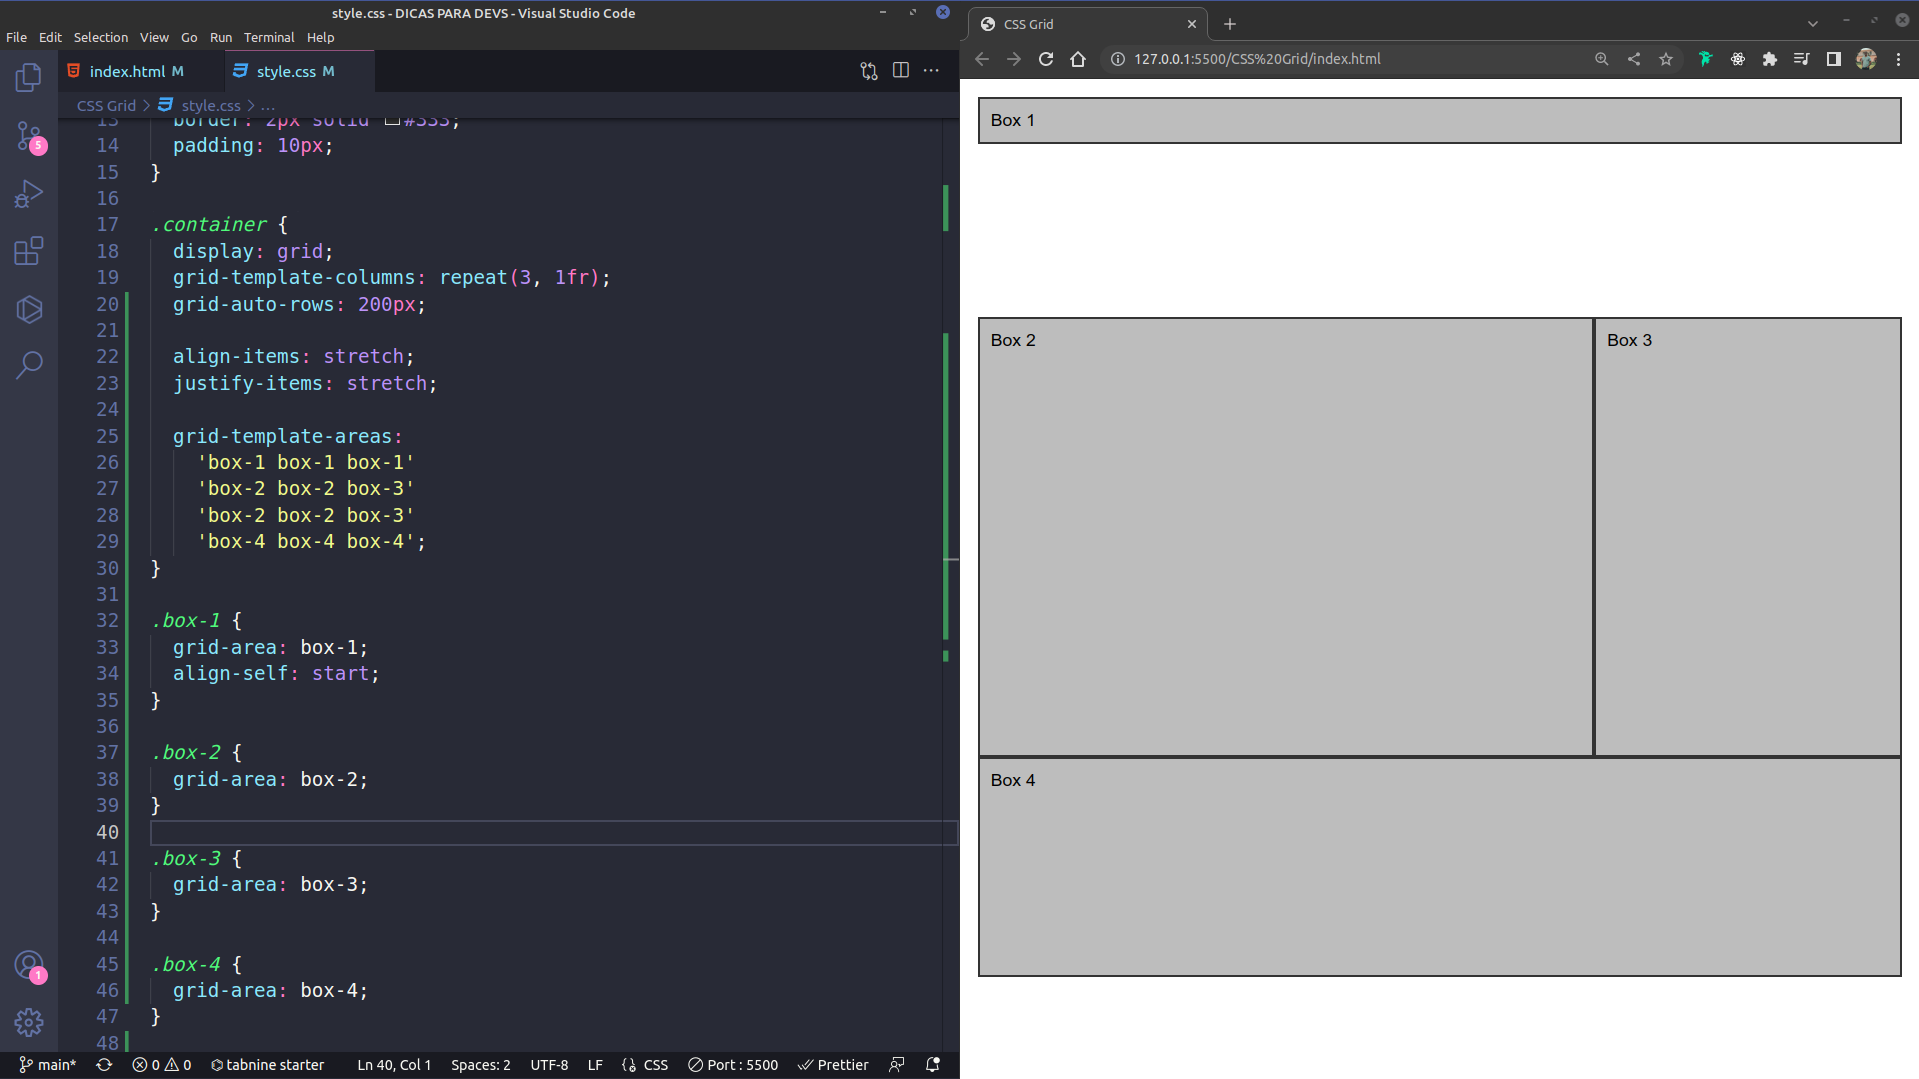 style.css - DICAS PARA DEVS - Visual Studio Code
File Edit Selection View Go Run Terminal Help
index.html M
style.css M
CSS Grid > style.css > ...
5
13 border: 2px solid #333;
14 padding: 10px;
15 }
16
17 .container {
18 display: grid;
19 grid-template-columns: repeat(3, 1fr);
20 grid-auto-rows: 200px;
21
22 align-items: stretch;
23 justify-items: stretch;
24
25 grid-template-areas:
26 'box-1 box-1 box-1'
27 'box-2 box-2 box-3'
28 'box-2 box-2 box-3'
29 'box-4 box-4 box-4';
30 }
31
32 .box-1 {
33 grid-area: box-1;
34 align-self: start;
35 }
36
37 .box-2 {
38 grid-area: box-2;
39 }
40
41 .box-3 {
42 grid-area: box-3;
43 }
44
45 .box-4 {
46 grid-area: box-4;
47 }
48
1
main* 0 0 tabnine starter Ln 40, Col 1 Spaces: 2 UTF-8 LF CSS Port : 5500 Prettier
CSS Grid
127.0.0.1:5500/CSS%20Grid/index.html
Box 1
Box 2
Box 3
Box 4